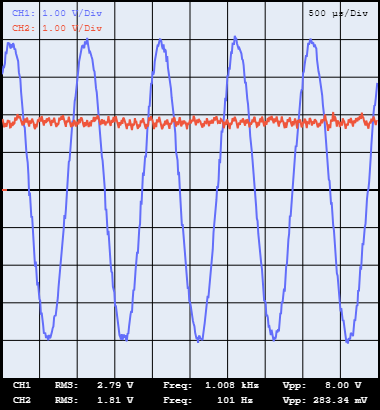 CH1: 1.00 V/Div 500 µs/Div
CH2: 1.00 V/Div
CH1 RMS: 2.79 V Freq: 1.008 kHz Vpp: 8.00 V
CH2 RMS: 1.81 V Freq: 101 Hz Vpp: 283.34 mV